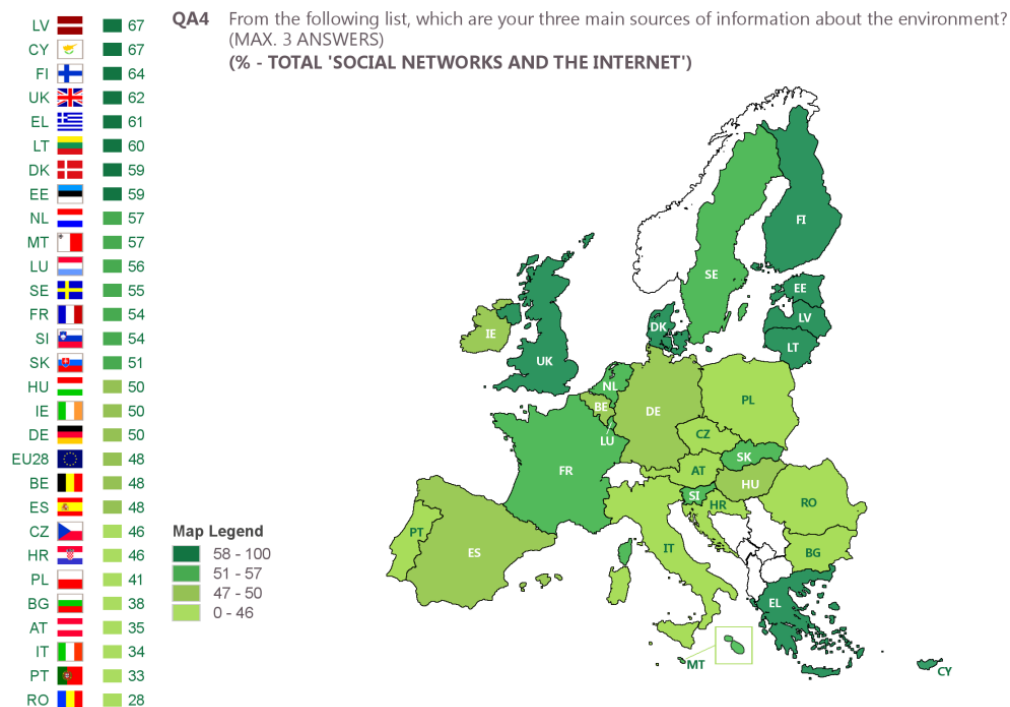 QA4 From the following list, which are your three main sources of information about the environment?
(MAX. 3 ANSWERS)
(% - TOTAL 'SOCIAL NETWORKS AND THE INTERNET')
LV 67
CY 67
FI 64
UK 62
EL 61
LT 60
DK 59
EE 59
NL 57
MT 57
LU 56
SE 55
FR 54
SI 54
SK 51
HU 50
IE 50
DE 50
EU28 48
BE 48
ES 48
CZ 46
HR 46
PL 41
BG 38
AT 35
IT 34
PT 33
RO 28
FI
SE
EE
LV
LT
DK
IE
UK
NL
BE
DE
PL
LU
CZ
SK
FR
AT
HU
SI
HR
RO
PT
ES
IT
BG
EL
MT
CY
Map Legend
58 - 100
51 - 57
47 - 50
0 - 46